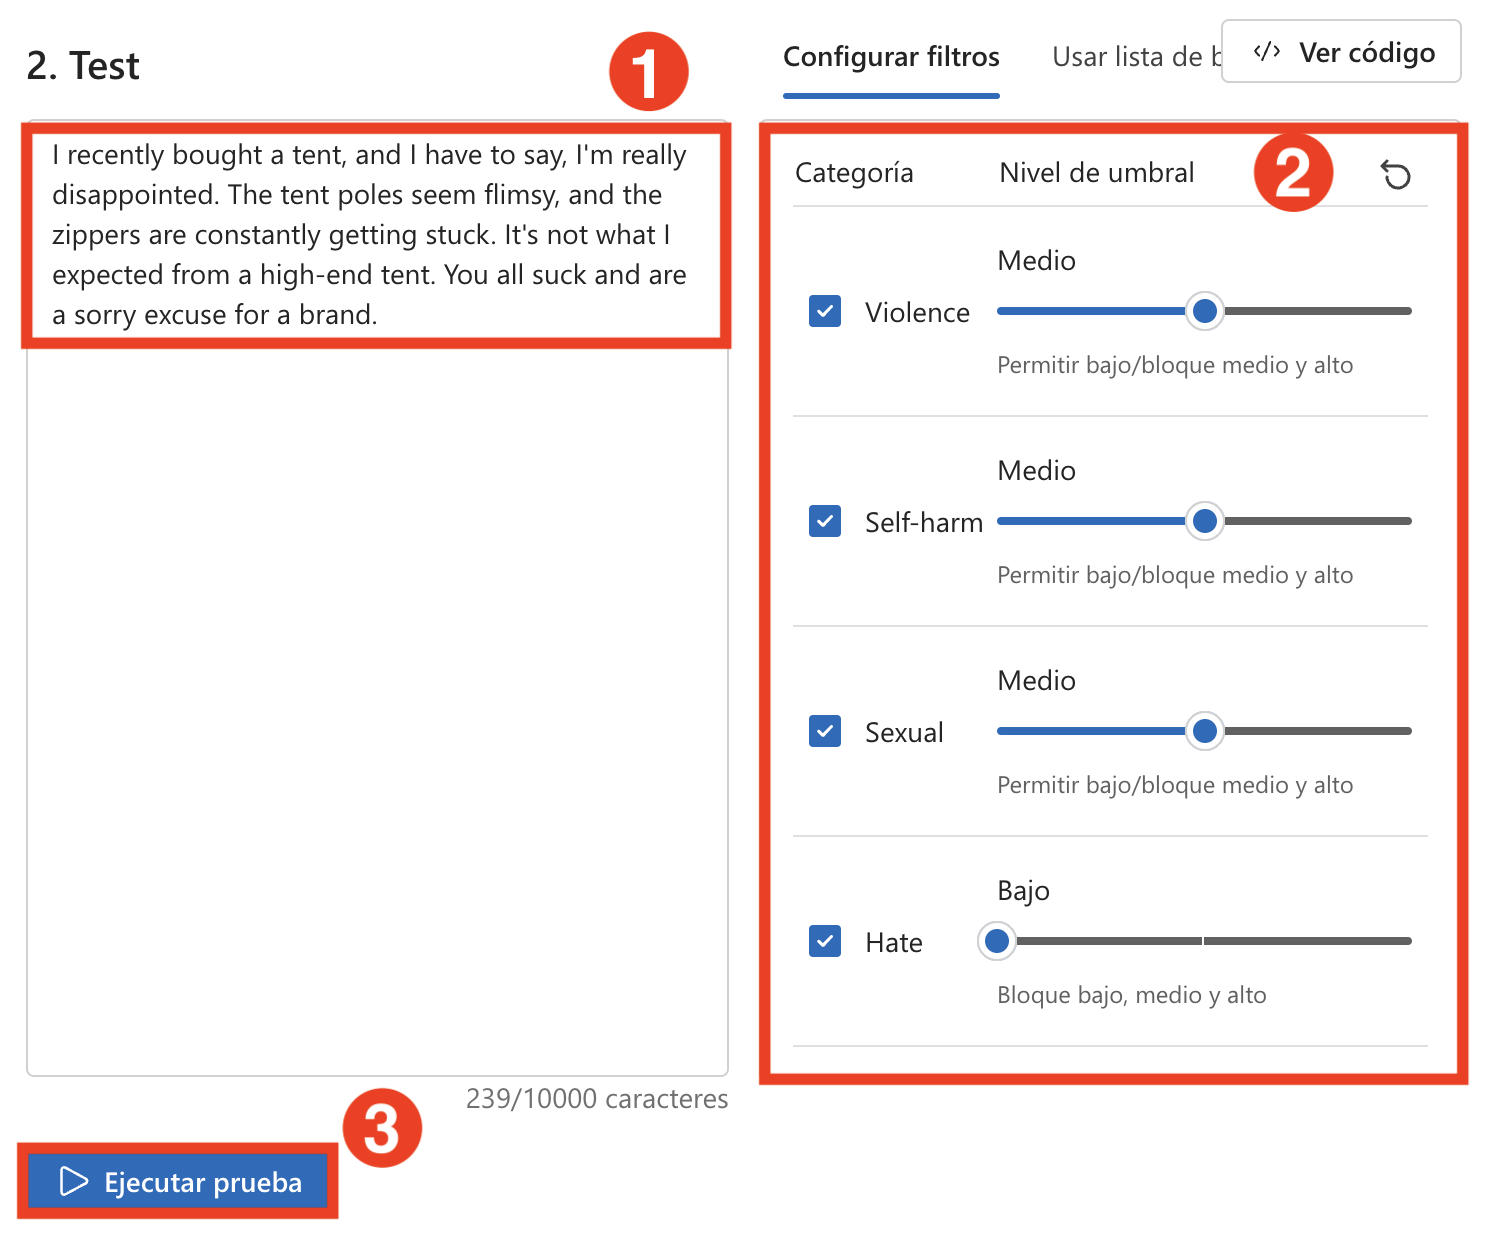 2. Test
1
I recently bought a tent, and I have to say, I'm really
disappointed. The tent poles seem flimsy, and the
zippers are constantly getting stuck. It's not what I
expected from a high-end tent. You all suck and are
a sorry excuse for a brand.
239/10000 caracteres
3
Ejecutar prueba
Configurar filtros
Usar lista de
</> Ver código
Categoría
Nivel de umbral
2
Medio
Violence
Permitir bajo/bloque medio y alto
Medio
Self-harm
Permitir bajo/bloque medio y alto
Medio
Sexual
Permitir bajo/bloque medio y alto
Bajo
Hate
Bloque bajo, medio y alto